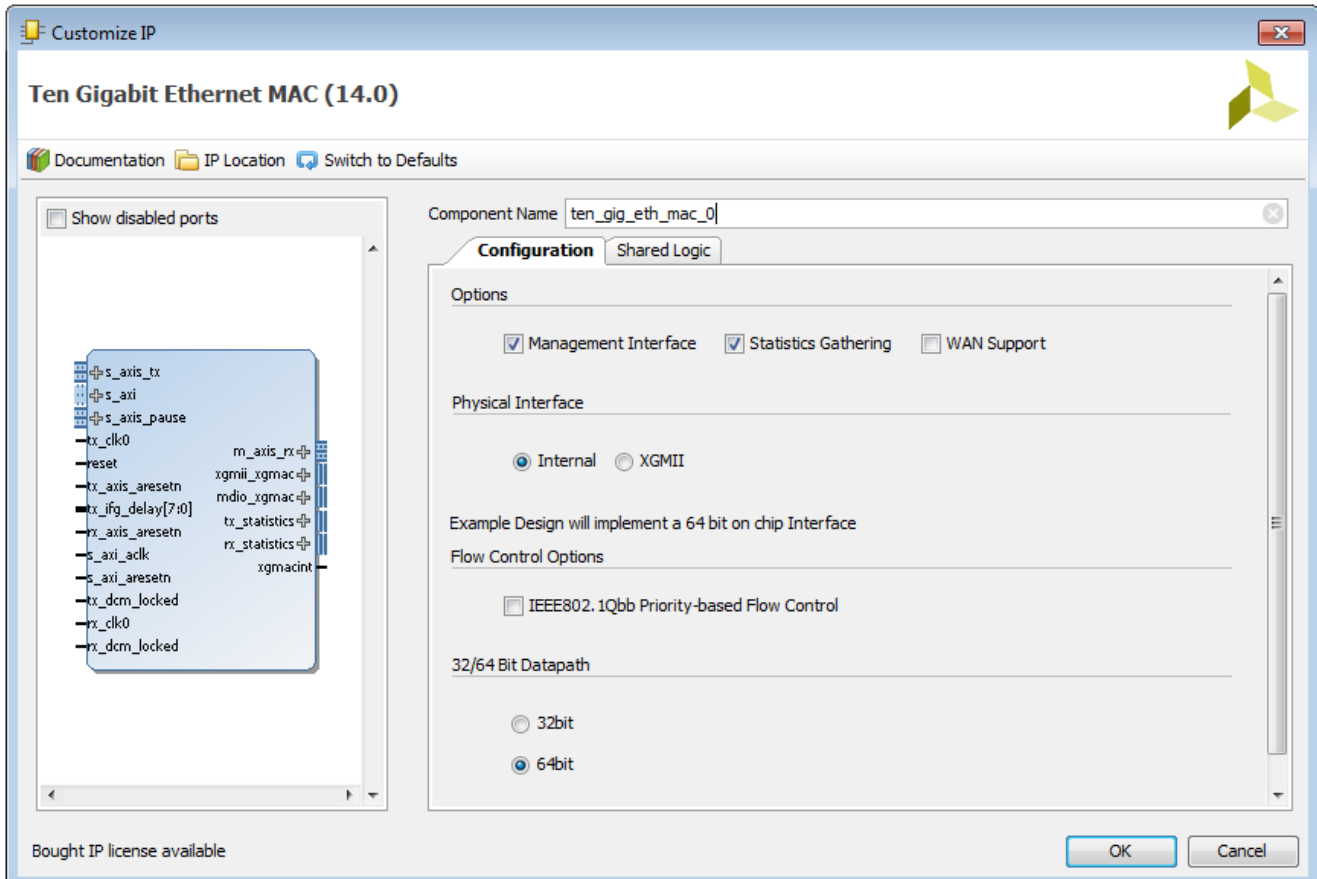 Customize IP
Ten Gigabit Ethernet MAC (14.0)
Documentation IP Location Switch to Defaults
Show disabled ports
s_axis_tx
s_axi
s_axis_pause
tx_clk0
reset
tx_axis_aresetn
tx_ifg_delay[7:0]
rx_axis_aresetn
s_axi_aclk
s_axi_aresetn
tx_dcm_locked
rx_clk0
rx_dcm_locked
m_axis_rx
xgmii_xgmac
mdio_xgmac
tx_statistics
rx_statistics
xgmacint
Component Name ten_gig_eth_mac_0
Configuration Shared Logic
Options
Management Interface Statistics Gathering WAN Support
Physical Interface
Internal XGMII
Example Design will implement a 64 bit on chip Interface
Flow Control Options
IEEE802.1Qbb Priority-based Flow Control
32/64 Bit Datapath
32bit
64bit
Bought IP license available
OK Cancel